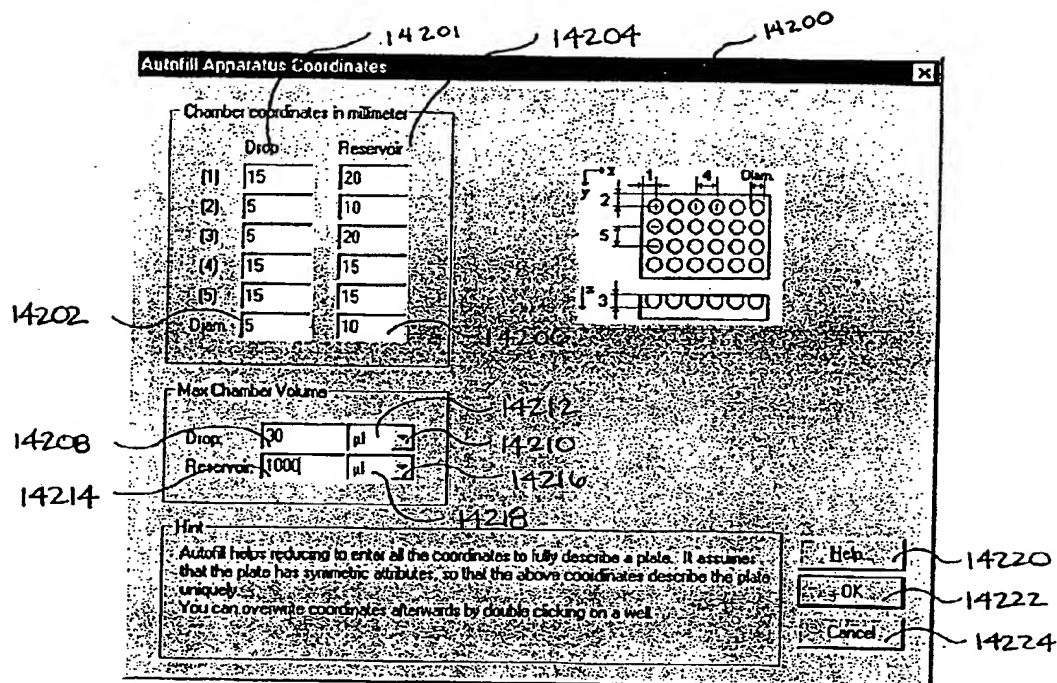 14201 14204 14200
Autofill Apparatus Coordinates
Chamber coordinates in millimeter
Drop Reservoir
(1) 15 20
(2) 5 10
(3) 5 20
(4) 15 15
(5) 15 15
14202 Diam. 5 10 14206
x 1 4 Diam.
y 2
5
z 3
Max Chamber Volume
14212
14208 Drop: 30 µl 14210
14214 Reservoir: 1000 µl 14216
14218
Hint
Autofill helps reducing to enter all the coordinates to fully describe a plate. It assumes
that the plate has symmetric attributes, so that the above coordinates describe the plate
uniquely.
You can overwrite coordinates afterwards by double clicking on a well.
Help 14220
OK 14222
Cancel 14224